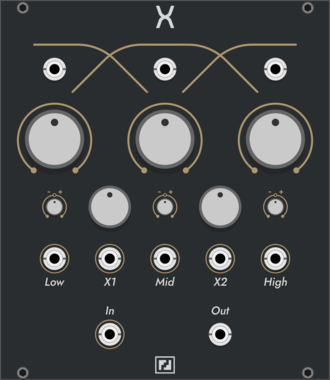 X
- +
- +
- +
Low X1 Mid X2 High
In Out